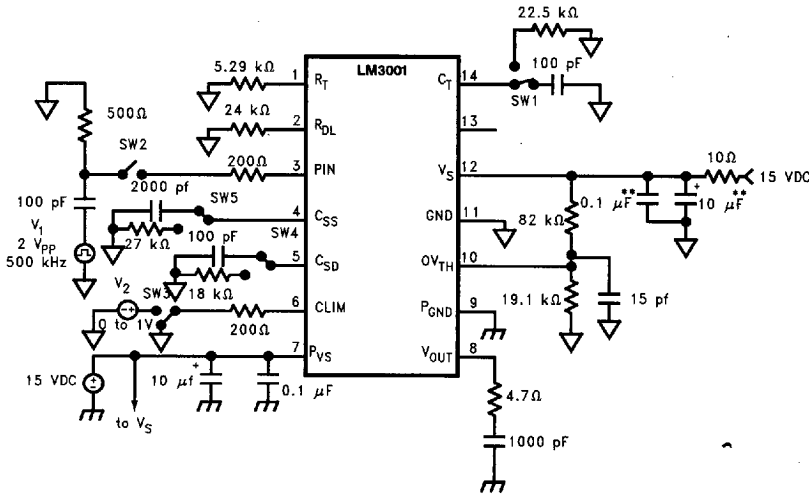 22.5 kΩ
LM3001
5.29 kΩ
1 R_T
C_T 14
100 pF
SW1
500Ω
24 kΩ
2 R_DL
13
SW2
200Ω
3 PIN
V_S 12
10Ω
15 VDC
100 pF
2000 pf
SW5
4 C_SS
GND 11
82 kΩ
0.1 μF**
+
10 μF**
V_1
2 V_PP
500 kHz
27 kΩ
100 pF
SW4
5 C_SD
OV_TH 10
V_2
SW3
18 kΩ
-+
0 to 1V
6 CLIM
200Ω
P_GND 9
19.1 kΩ
15 pf
7 P_VS
V_OUT 8
15 VDC
+
-
+
10 μf
0.1 μF
to V_S
4.7Ω
1000 pF